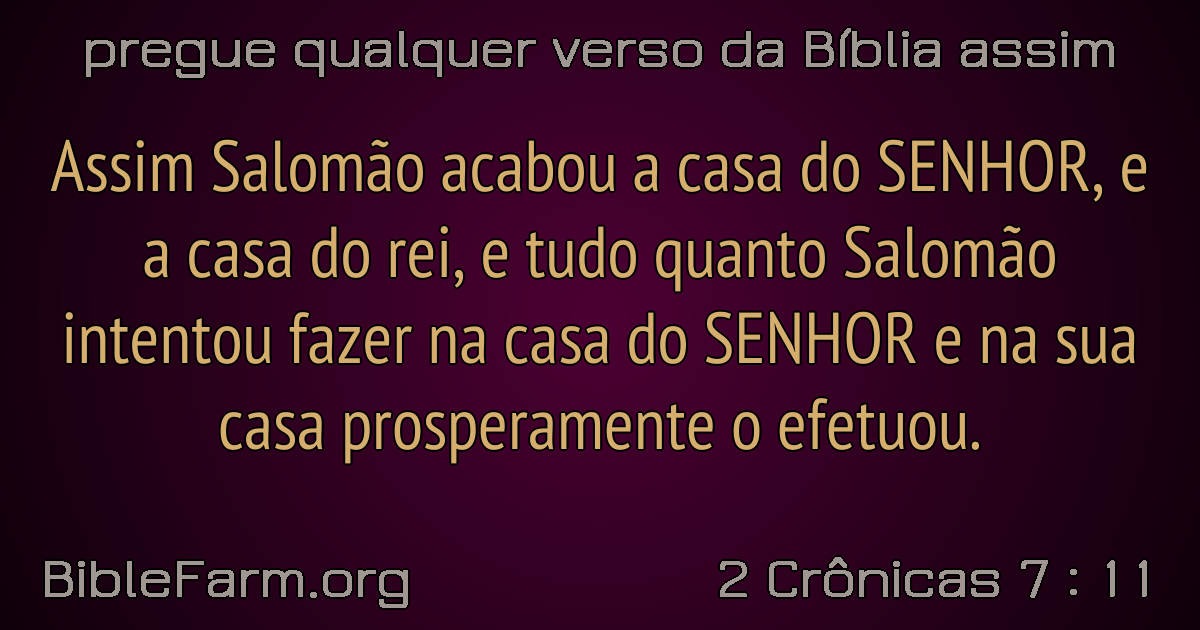 pregue qualquer verso da Bíblia assim
Assim Salomão acabou a casa do SENHOR, e
a casa do rei, e tudo quanto Salomão
intentou fazer na casa do SENHOR e na sua
casa prosperamente o efetuou.
BibleFarm.org
2 Crônicas 7 : 11